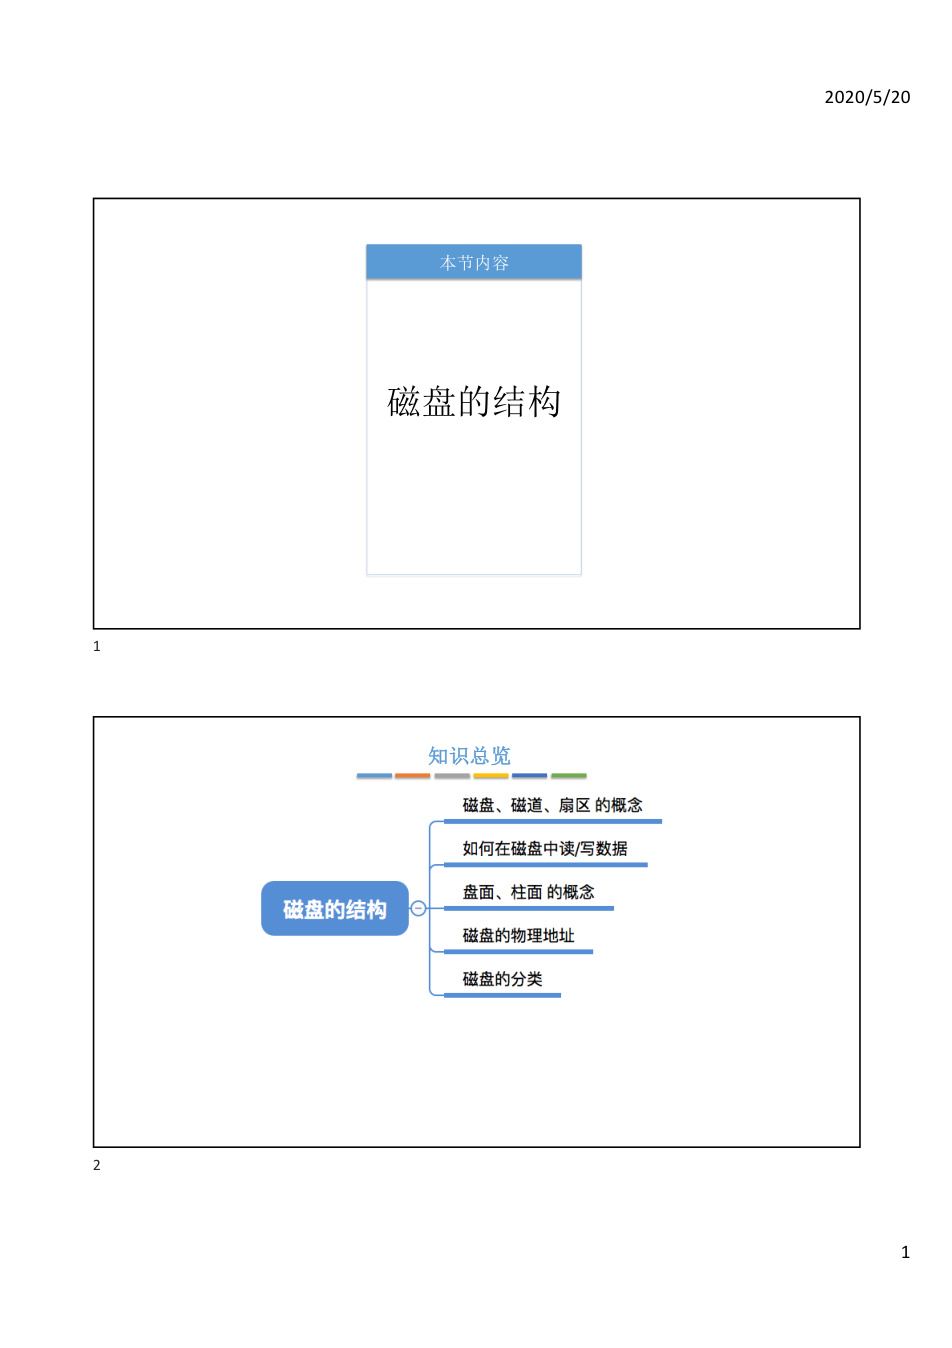 2020/5/20
本节内容
磁盘的结构
1
知识总览
磁盘、磁道、扇区 的概念
如何在磁盘中读/写数据
盘面、柱面 的概念
磁盘的结构
磁盘的物理地址
磁盘的分类
2
1